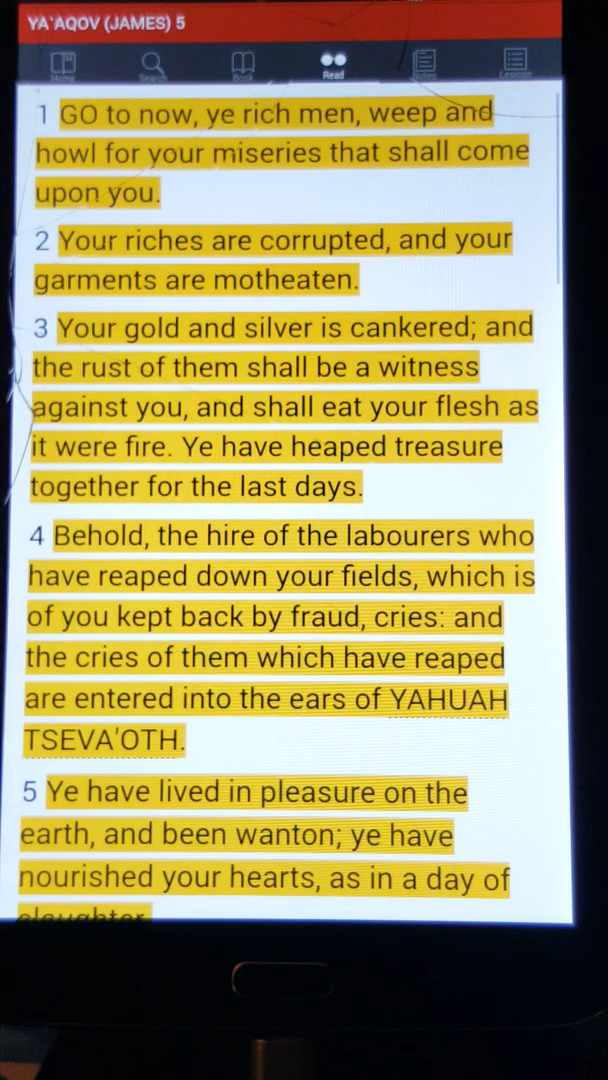 YA`AQOV (JAMES) 5
Home Search Book Read Notes Lexicon
1 GO to now, ye rich men, weep and
howl for your miseries that shall come
upon you.
2 Your riches are corrupted, and your
garments are motheaten.
3 Your gold and silver is cankered; and
the rust of them shall be a witness
against you, and shall eat your flesh as
it were fire. Ye have heaped treasure
together for the last days.
4 Behold, the hire of the labourers who
have reaped down your fields, which is
of you kept back by fraud, cries: and
the cries of them which have reaped
are entered into the ears of YAHUAH
TSEVA'OTH.
5 Ye have lived in pleasure on the
earth, and been wanton; ye have
nourished your hearts, as in a day of
slaughter.